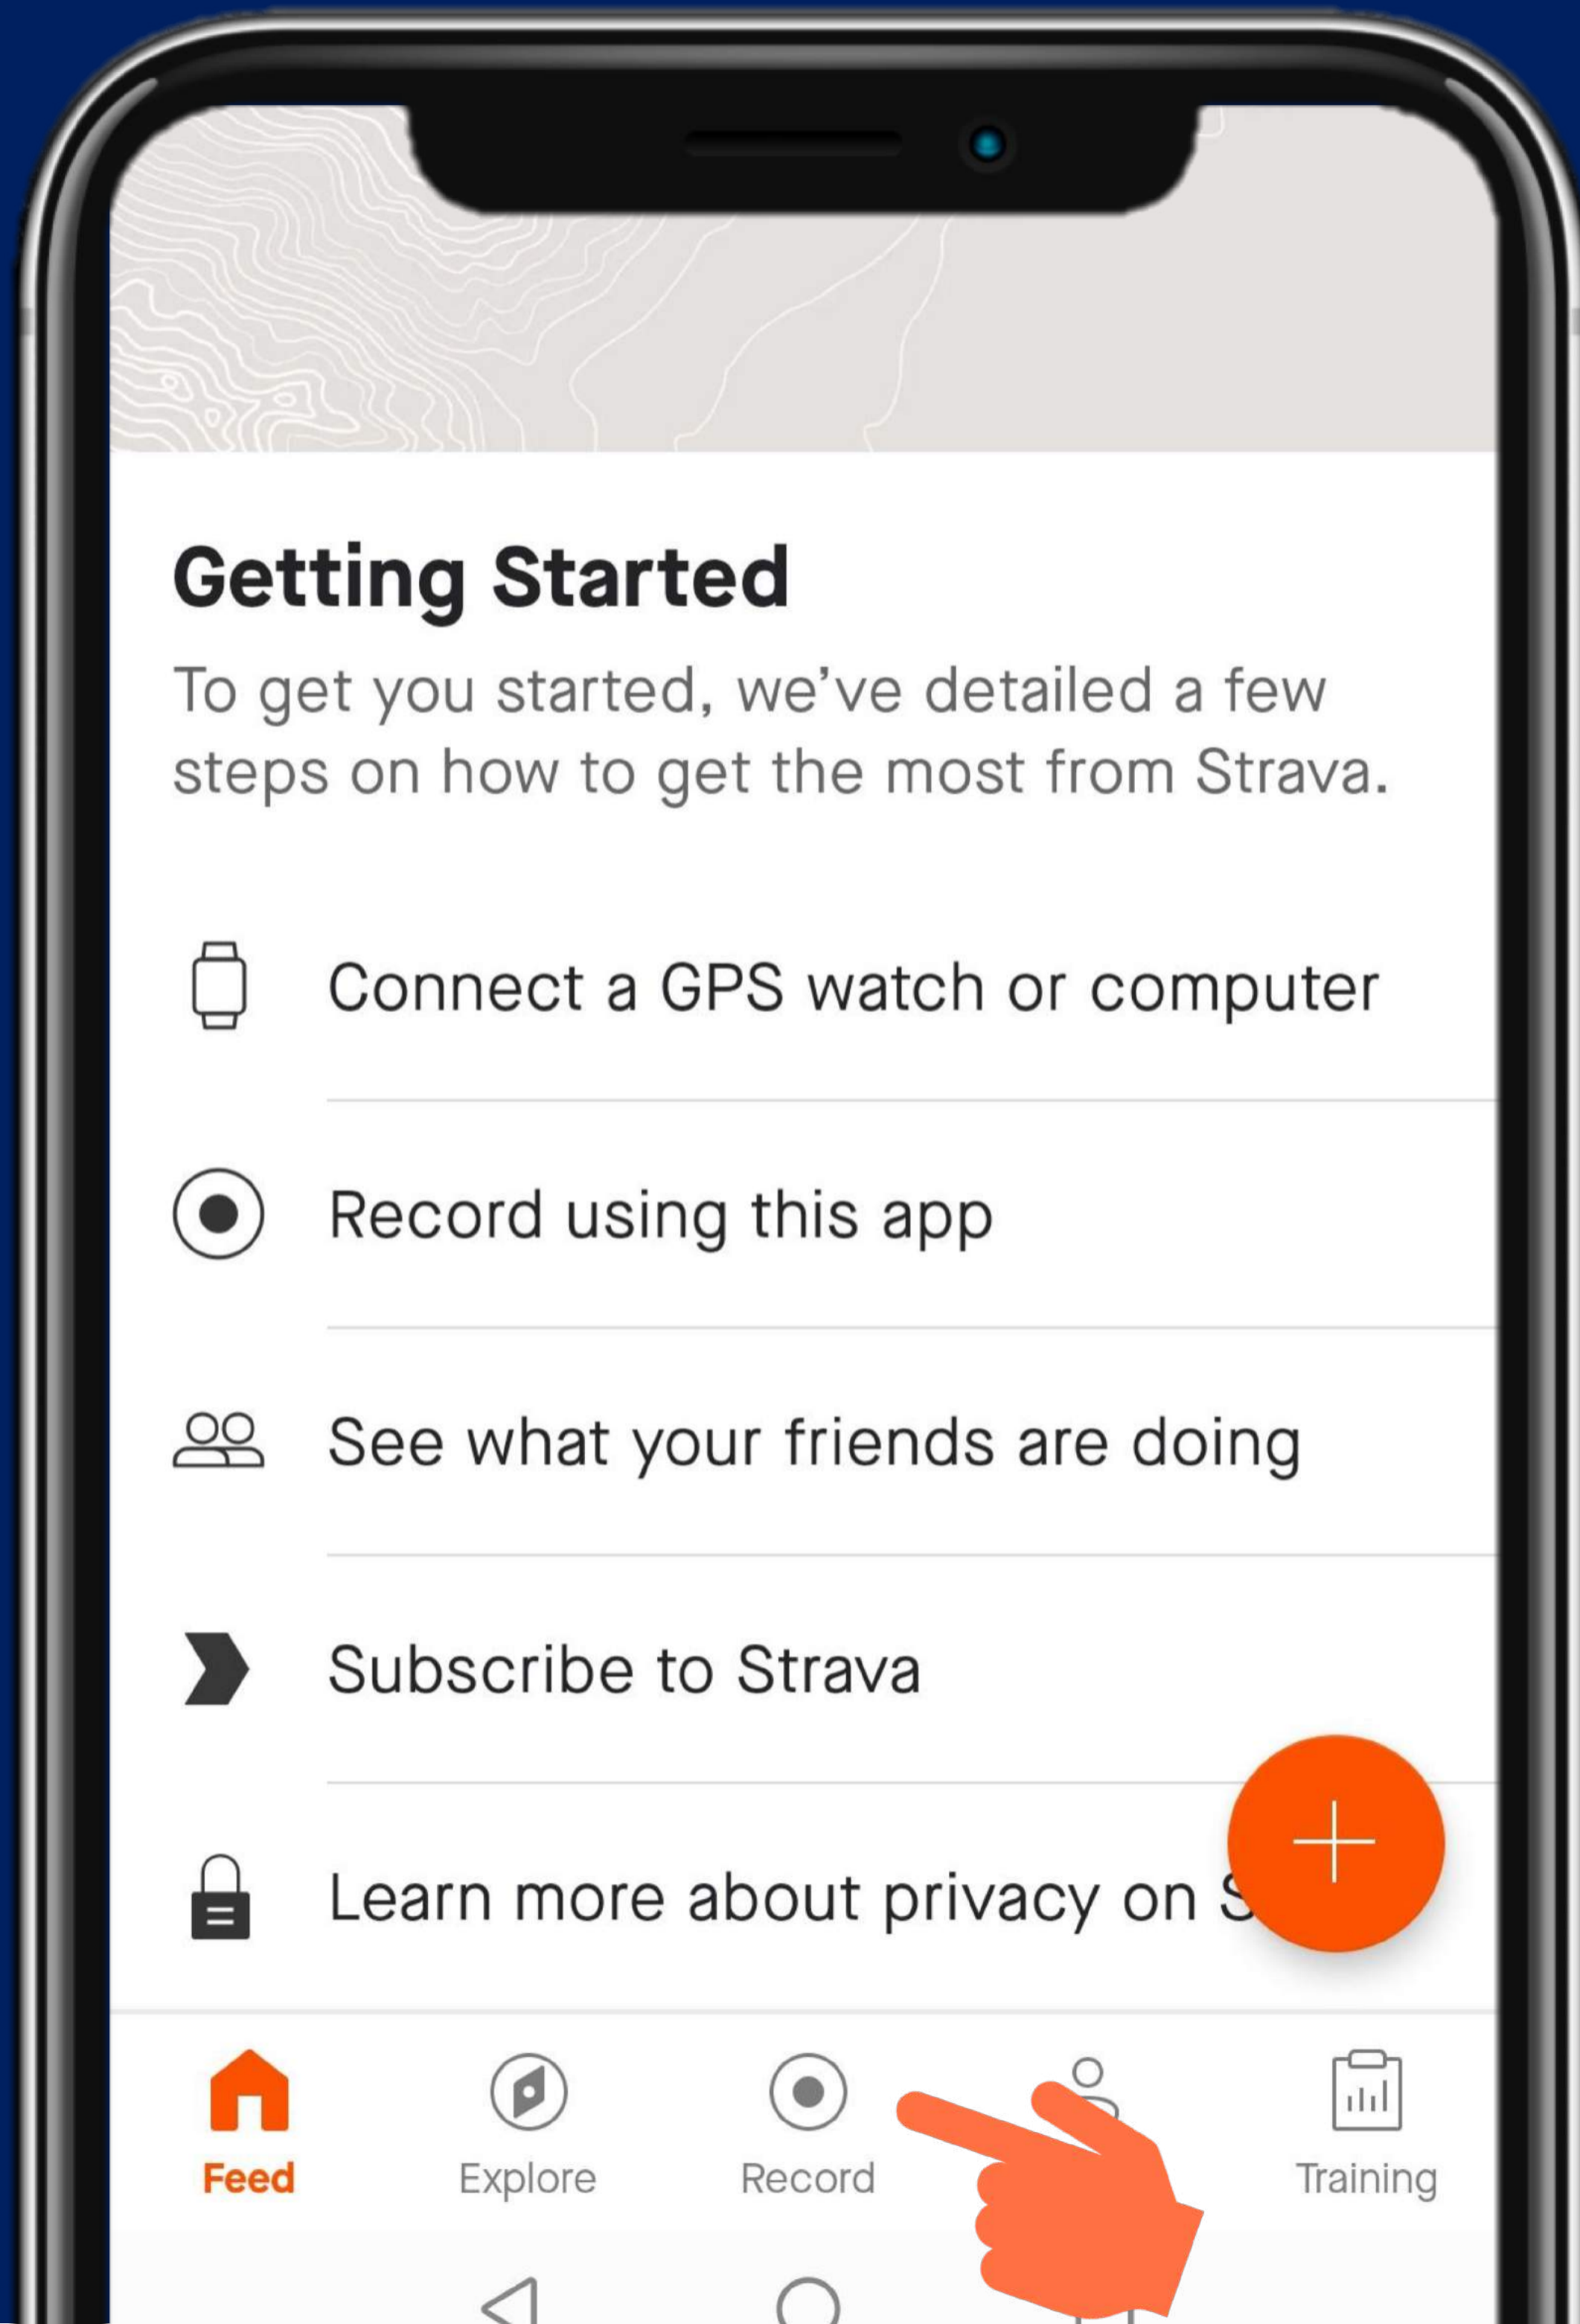 Getting Started
To get you started, we've detailed a few
steps on how to get the most from Strava.
Connect a GPS watch or computer
Record using this app
See what your friends are doing
Subscribe to Strava
Learn more about privacy on
Feed Explore Record Training